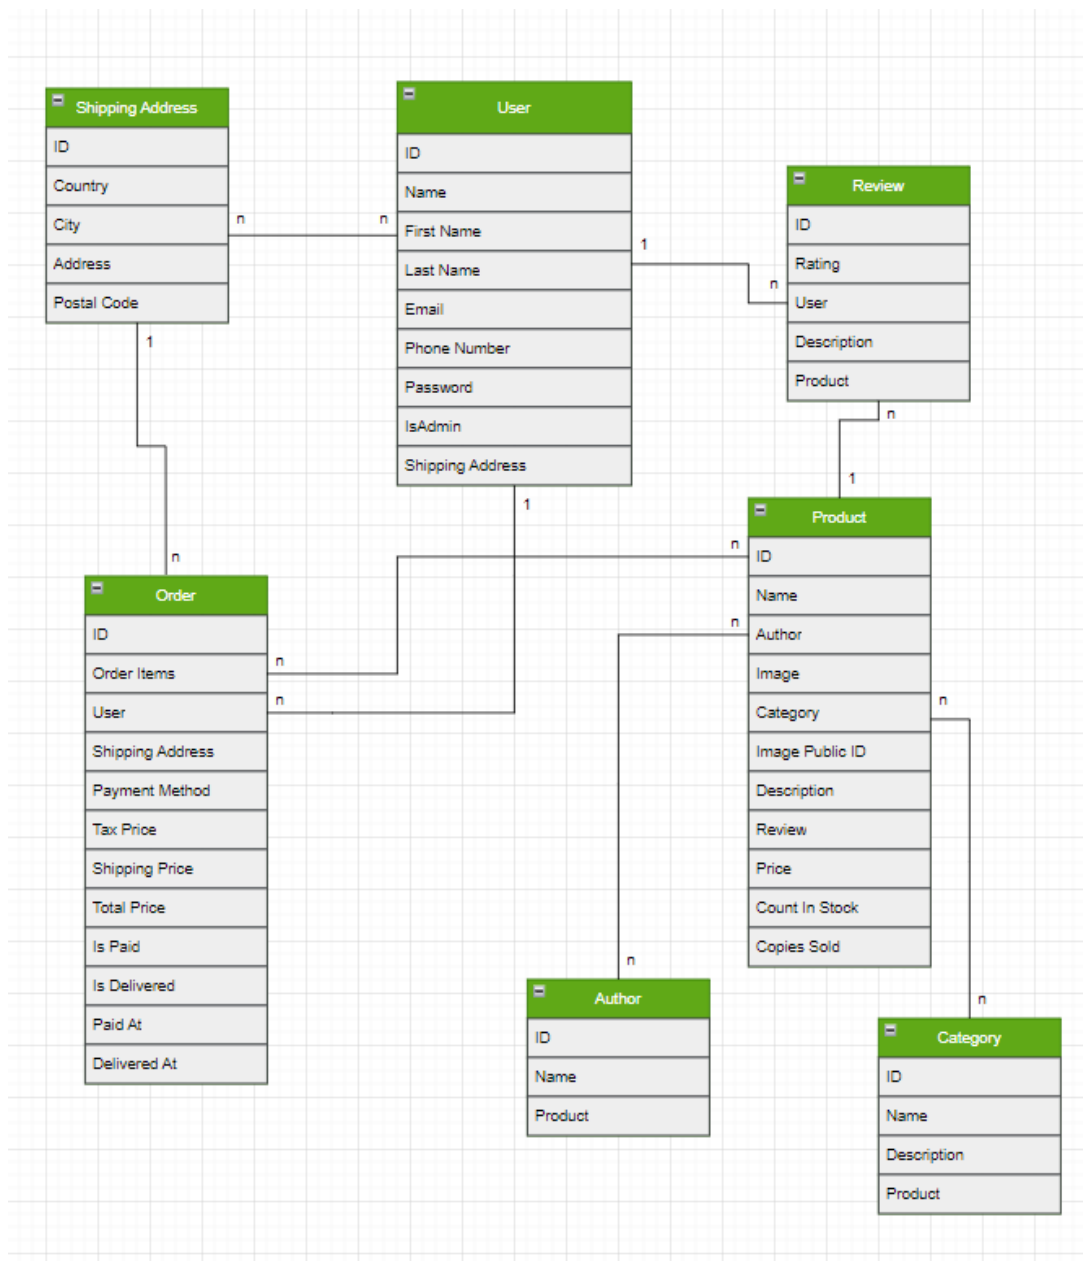 Shipping Address
ID
Country
City
Address
Postal Code
n
n
1
n
User
ID
Name
First Name
Last Name
Email
Phone Number
Password
IsAdmin
Shipping Address
1
n
1
Review
ID
Rating
User
Description
Product
n
1
Order
ID
Order Items
User
Shipping Address
Payment Method
Tax Price
Shipping Price
Total Price
Is Paid
Is Delivered
Paid At
Delivered At
n
n
n
n
Product
ID
Name
Author
Image
Category
Image Public ID
Description
Review
Price
Count In Stock
Copies Sold
n
n
n
Author
ID
Name
Product
Category
ID
Name
Description
Product